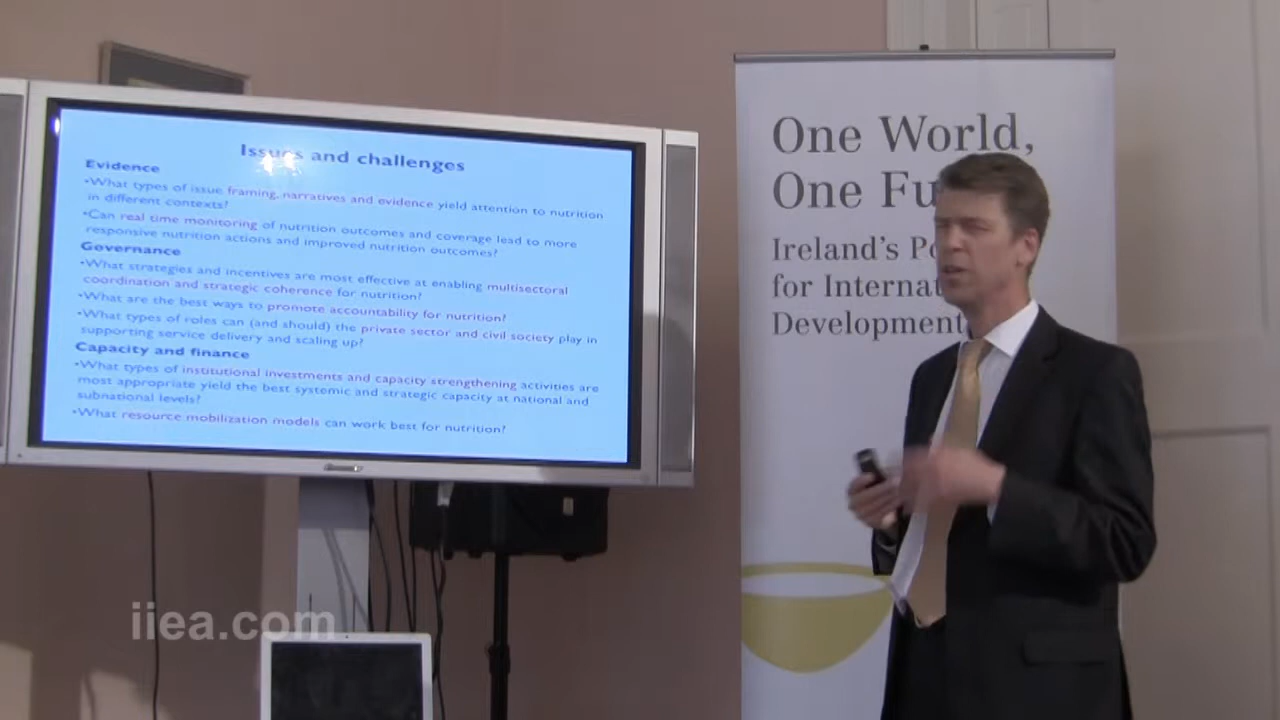 Issues and challenges
Evidence
•What types of issue framing, narratives and evidence yield attention to nutrition
in different contexts?
•Can real time monitoring of nutrition outcomes and coverage lead to more
responsive nutrition actions and improved nutrition outcomes?
Governance
•What strategies and incentives are most effective at enabling multisectoral
coordination and strategic coherence for nutrition?
•What are the best ways to promote accountability for nutrition?
•What types of roles can (and should) the private sector and civil society play in
supporting service delivery and scaling up?
Capacity and finance
•What types of institutional investments and capacity strengthening activities are
most appropriate yield the best systemic and strategic capacity at national and
subnational levels?
•What resource mobilization models can work best for nutrition?
One World,
One Fu
Ireland's Po
for Internat
Development
iiea.com